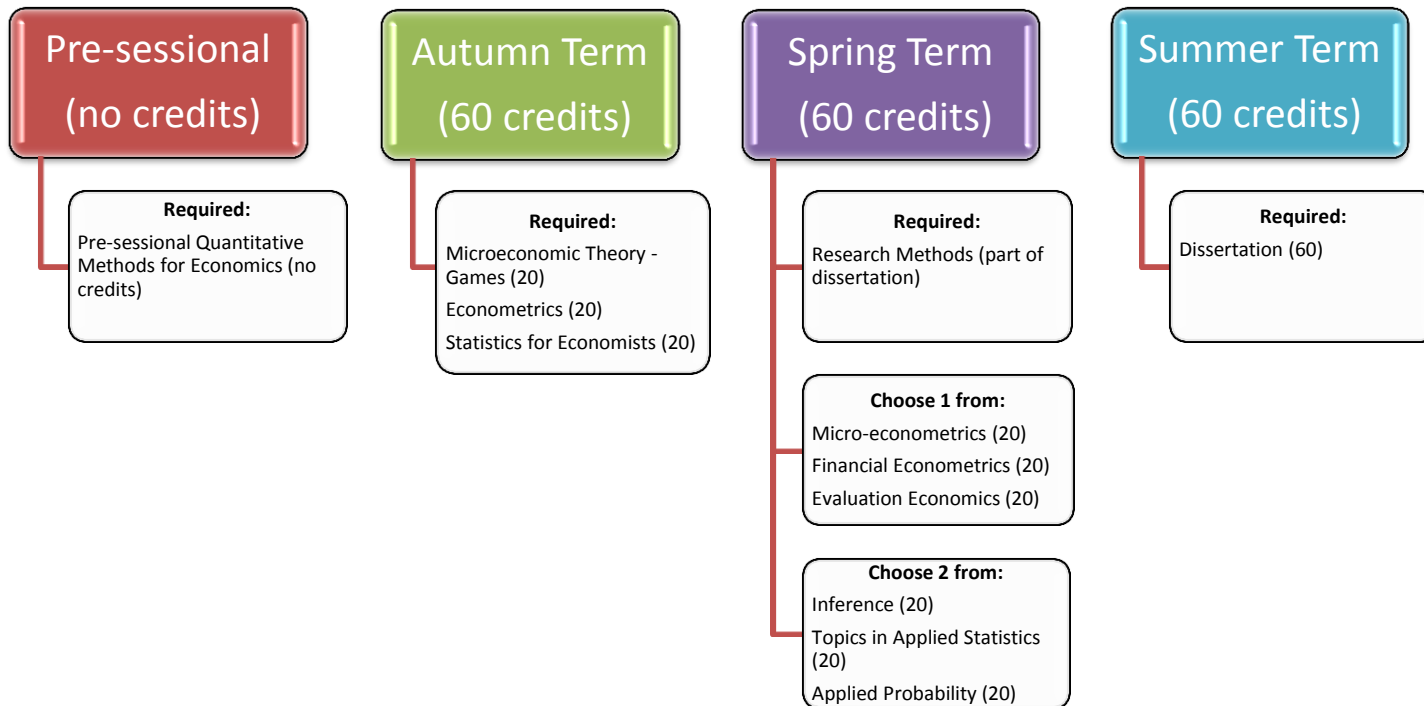 Pre-sessional
(no credits)
Required:
Pre-sessional Quantitative
Methods for Economics (no
credits)
Autumn Term
(60 credits)
Required:
Microeconomic Theory -
Games (20)
Econometrics (20)
Statistics for Economists (20)
Spring Term
(60 credits)
Required:
Research Methods (part of
dissertation)
Choose 1 from:
Micro-econometrics (20)
Financial Econometrics (20)
Evaluation Economics (20)
Choose 2 from:
Inference (20)
Topics in Applied Statistics
(20)
Applied Probability (20)
Summer Term
(60 credits)
Required:
Dissertation (60)